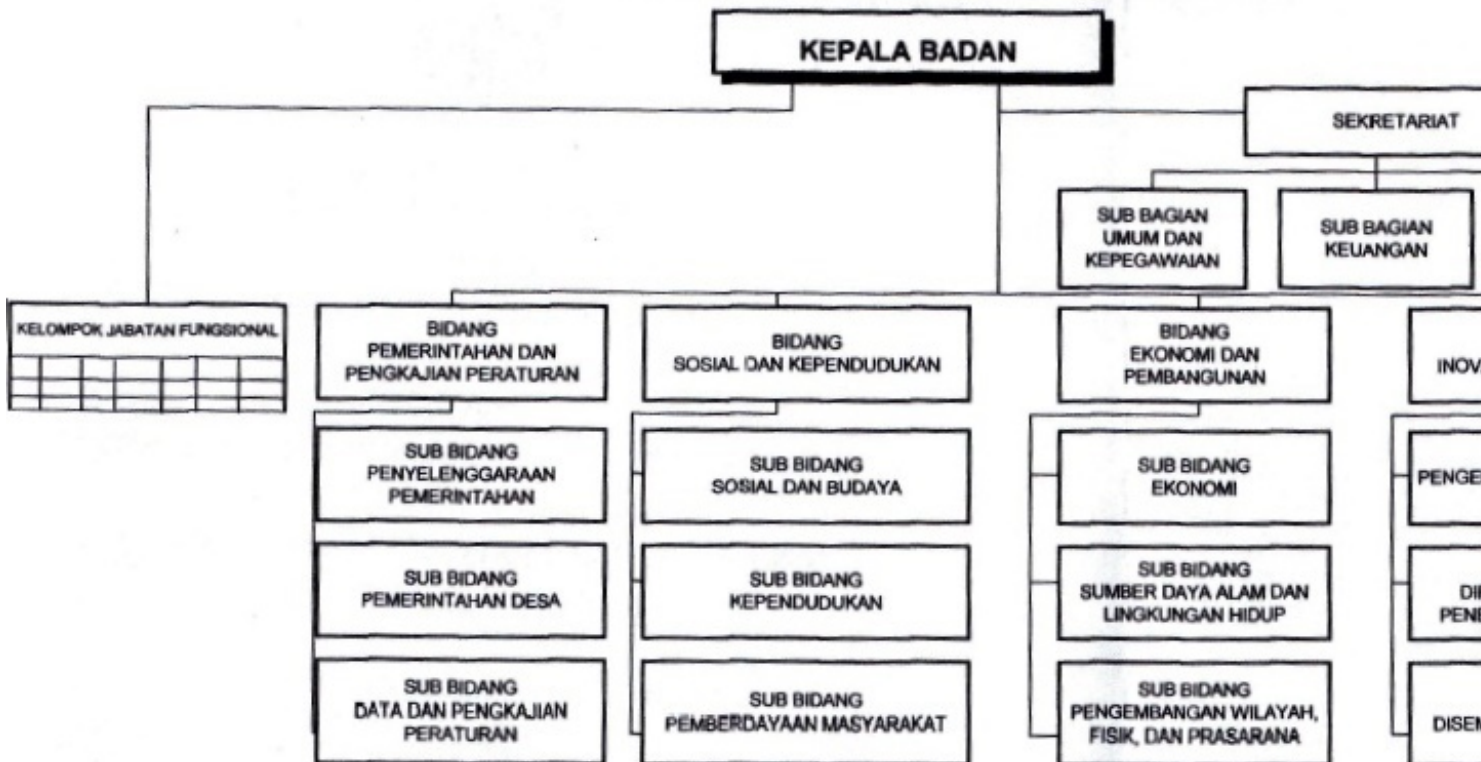 KEPALA BADAN
SEKRETARIAT
SUB BAGIAN
UMUM DAN
KEPEGAWAIAN
SUB BAGIAN
KEUANGAN
KELOMPOK JABATAN FUNGSIONAL
BIDANG
PEMERINTAHAN DAN
PENGKAJIAN PERATURAN
SUB BIDANG
PENYELENGGARAAN
PEMERINTAHAN
SUB BIDANG
PEMERINTAHAN DESA
SUB BIDANG
DATA DAN PENGKAJIAN
PERATURAN
BIDANG
SOSIAL DAN KEPENDUDUKAN
SUB BIDANG
SOSIAL DAN BUDAYA
SUB BIDANG
KEPENDUDUKAN
SUB BIDANG
PEMBERDAYAAN MASYARAKAT
BIDANG
EKONOMI DAN
PEMBANGUNAN
SUB BIDANG
EKONOMI
SUB BIDANG
SUMBER DAYA ALAM DAN
LINGKUNGAN HIDUP
SUB BIDANG
PENGEMBANGAN WILAYAH,
FISIK, DAN PRASARANA